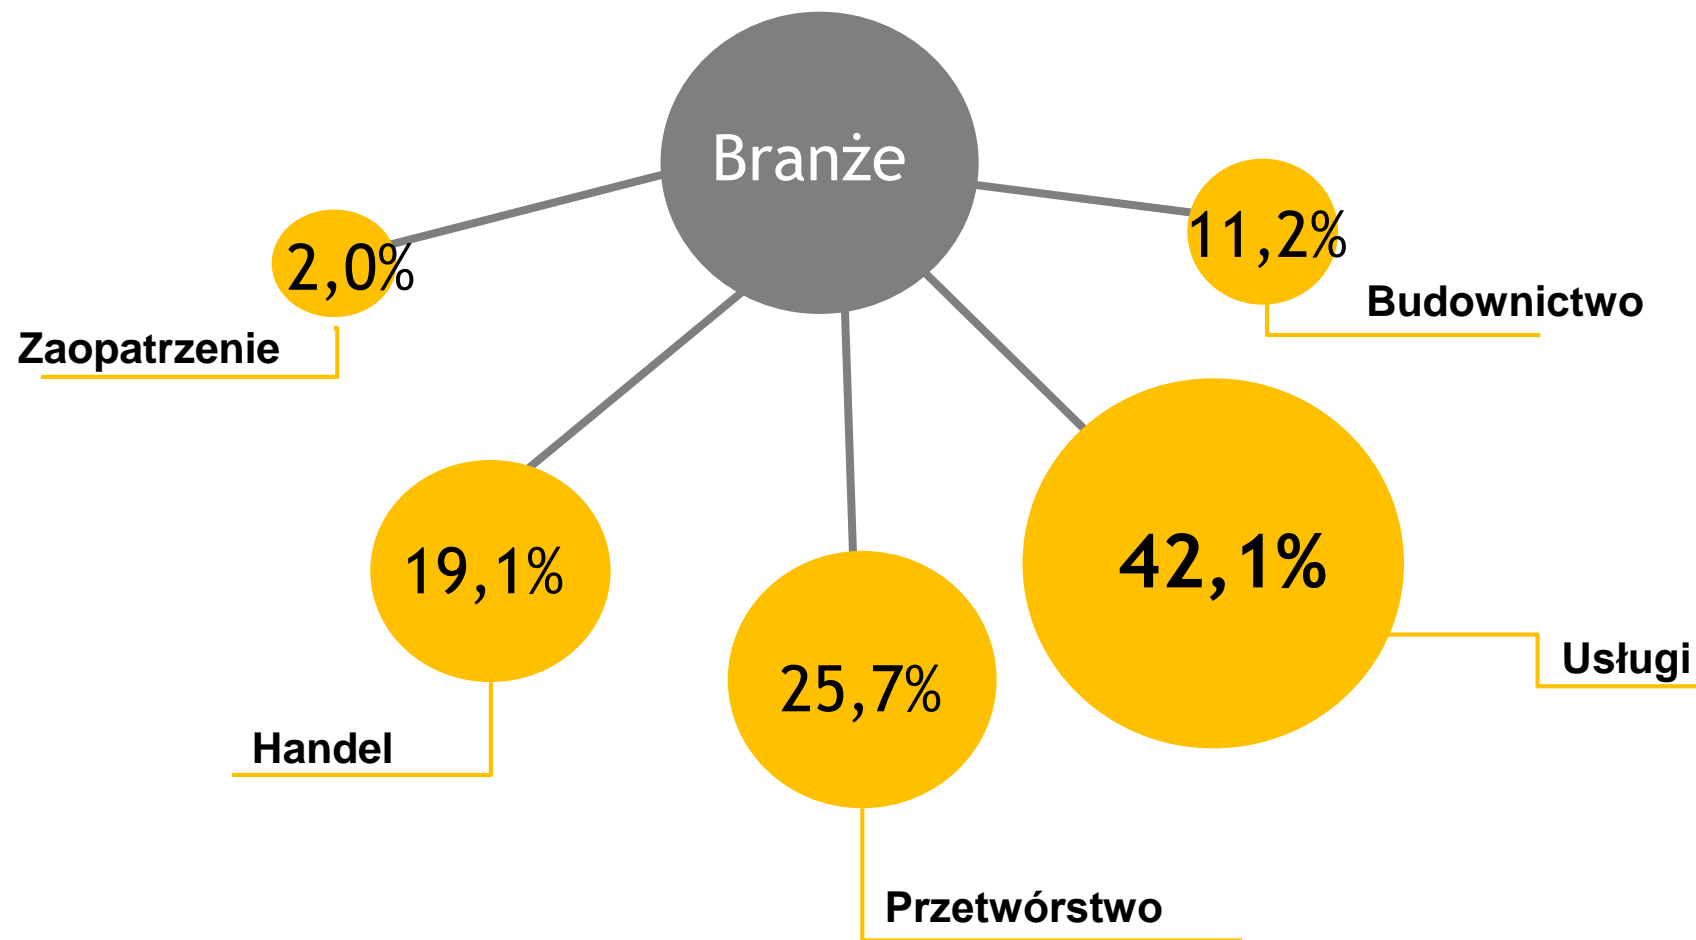 Branże
2,0%
Zaopatrzenie
11,2%
Budownictwo
19,1%
Handel
25,7%
Przetwórstwo
42,1%
Usługi